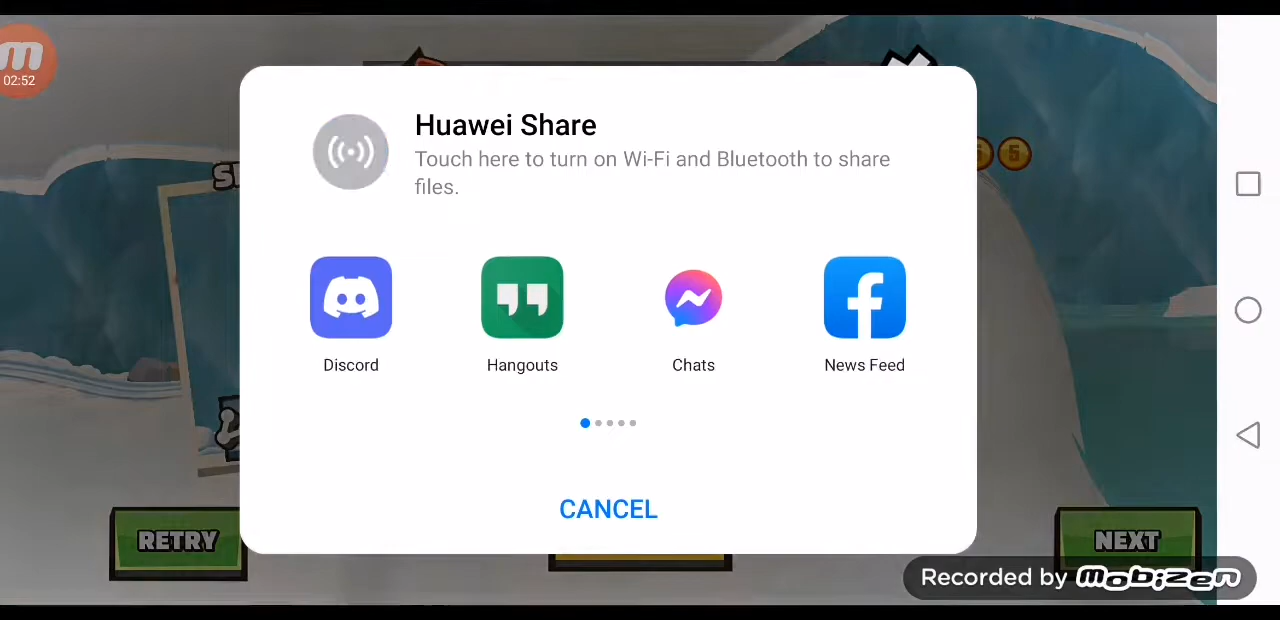 02:52
Huawei Share
Touch here to turn on Wi-Fi and Bluetooth to share
files.
5
Discord
Hangouts
Chats
News Feed
CANCEL
RETRY
NEXT
Recorded by mobizen